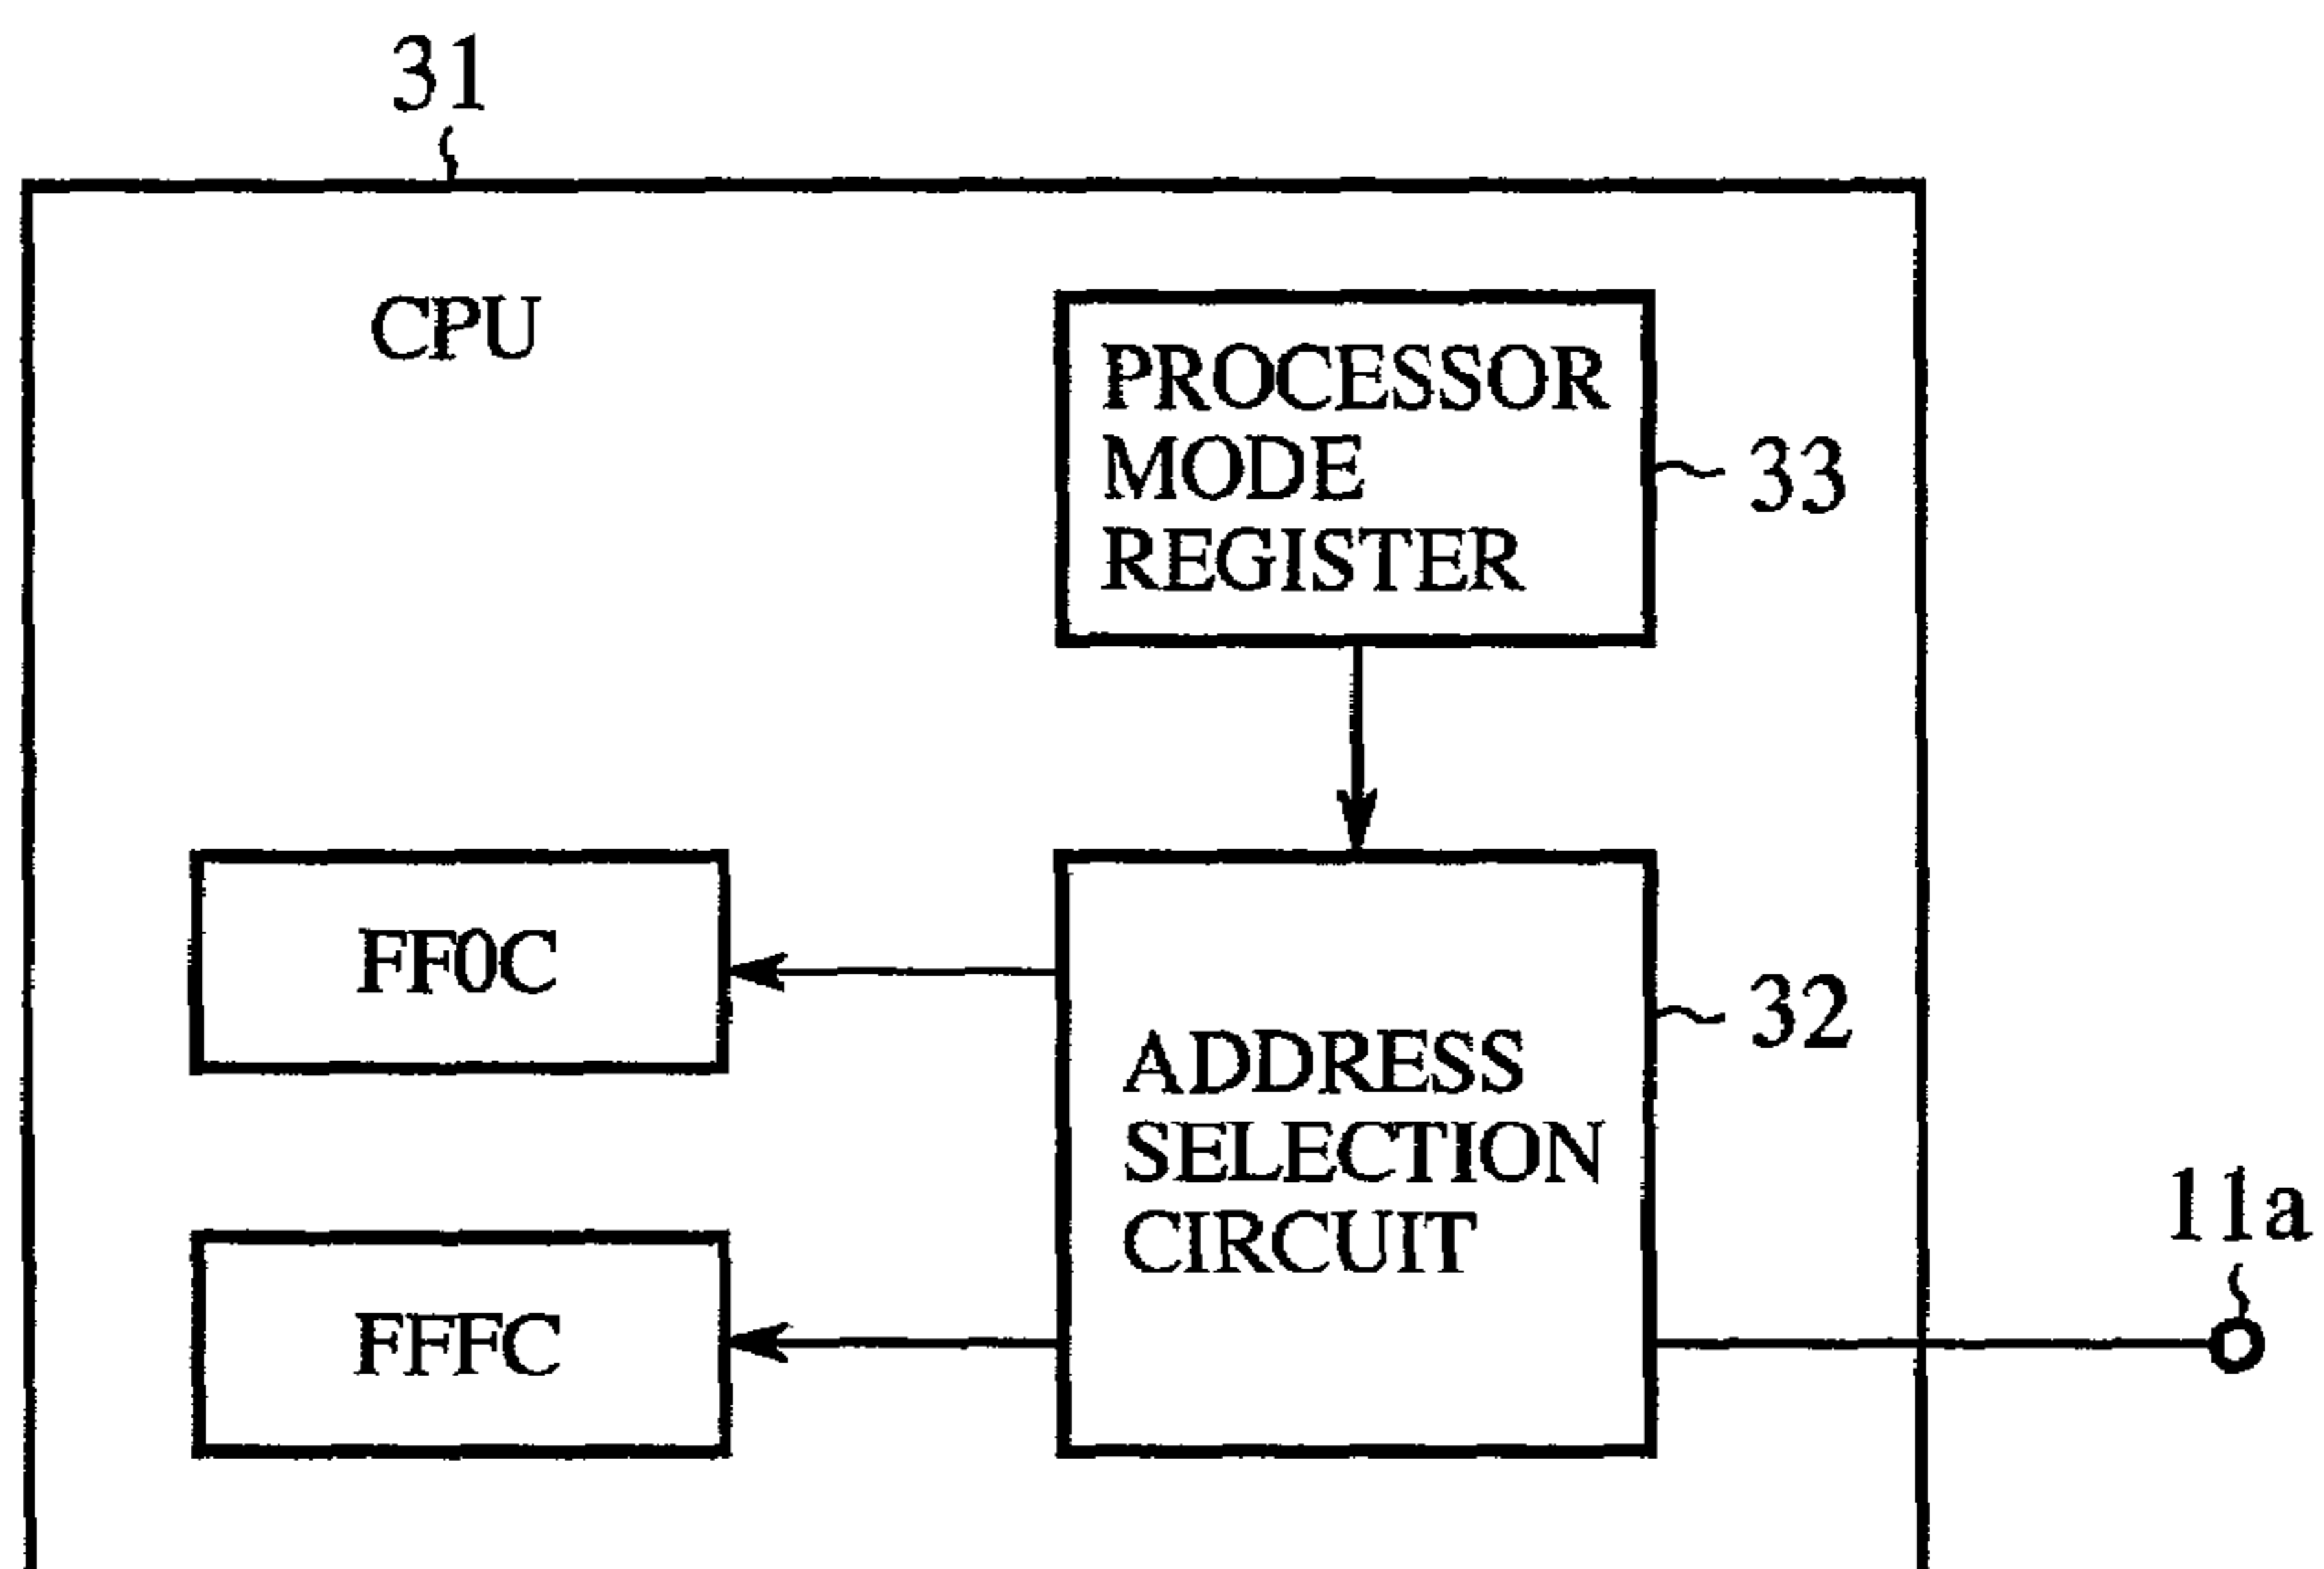 31
CPU
PROCESSOR
MODE
REGISTER
33
FF0C
ADDRESS
SELECTION
CIRCUIT
32
FFFC
11a